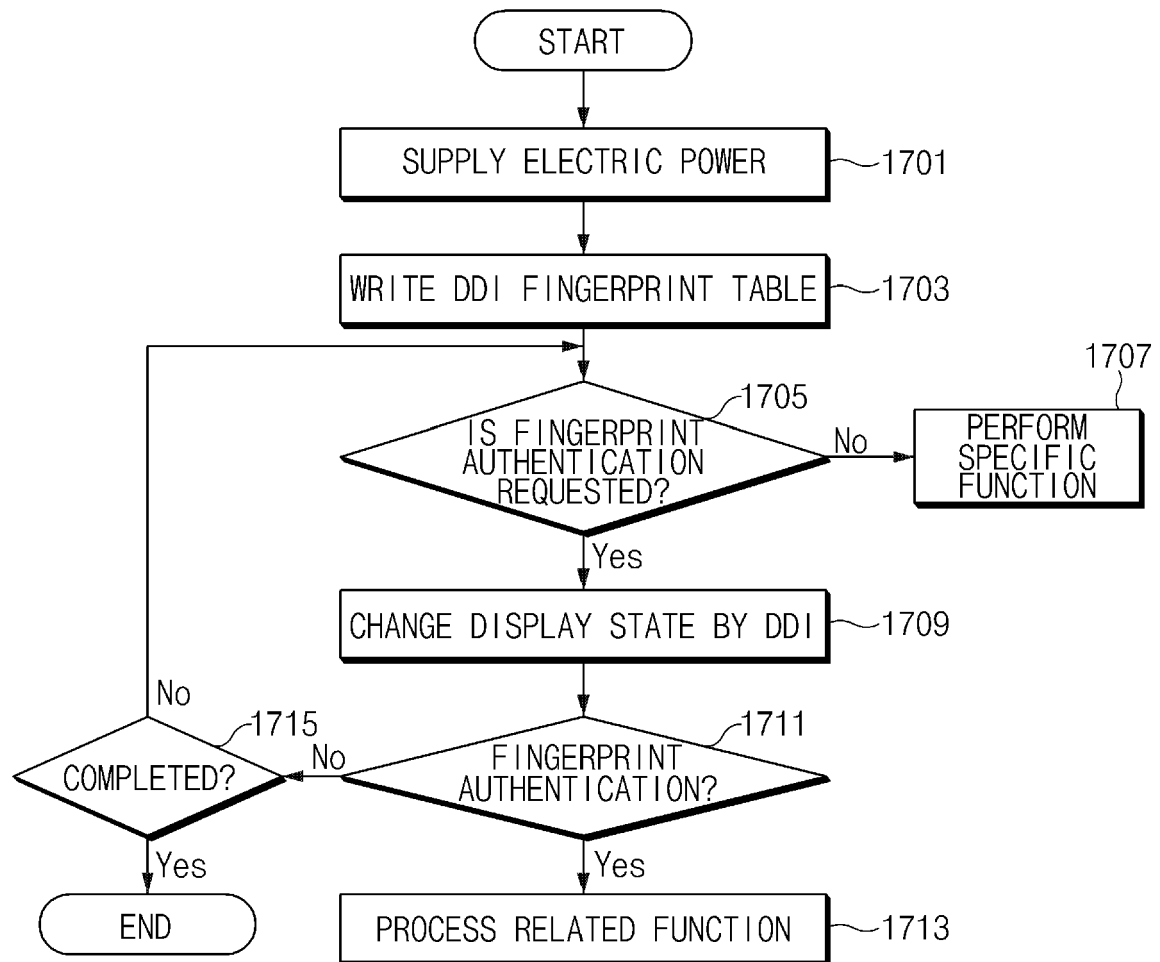 START
SUPPLY ELECTRIC POWER
1701
WRITE DDI FINGERPRINT TABLE
1703
1707
1705
IS FINGERPRINT
AUTHENTICATION
REQUESTED?
No
PERFORM
SPECIFIC
FUNCTION
Yes
CHANGE DISPLAY STATE BY DDI
1709
No
1715
1711
COMPLETED?
No
FINGERPRINT
AUTHENTICATION?
Yes
Yes
END
PROCESS RELATED FUNCTION
1713